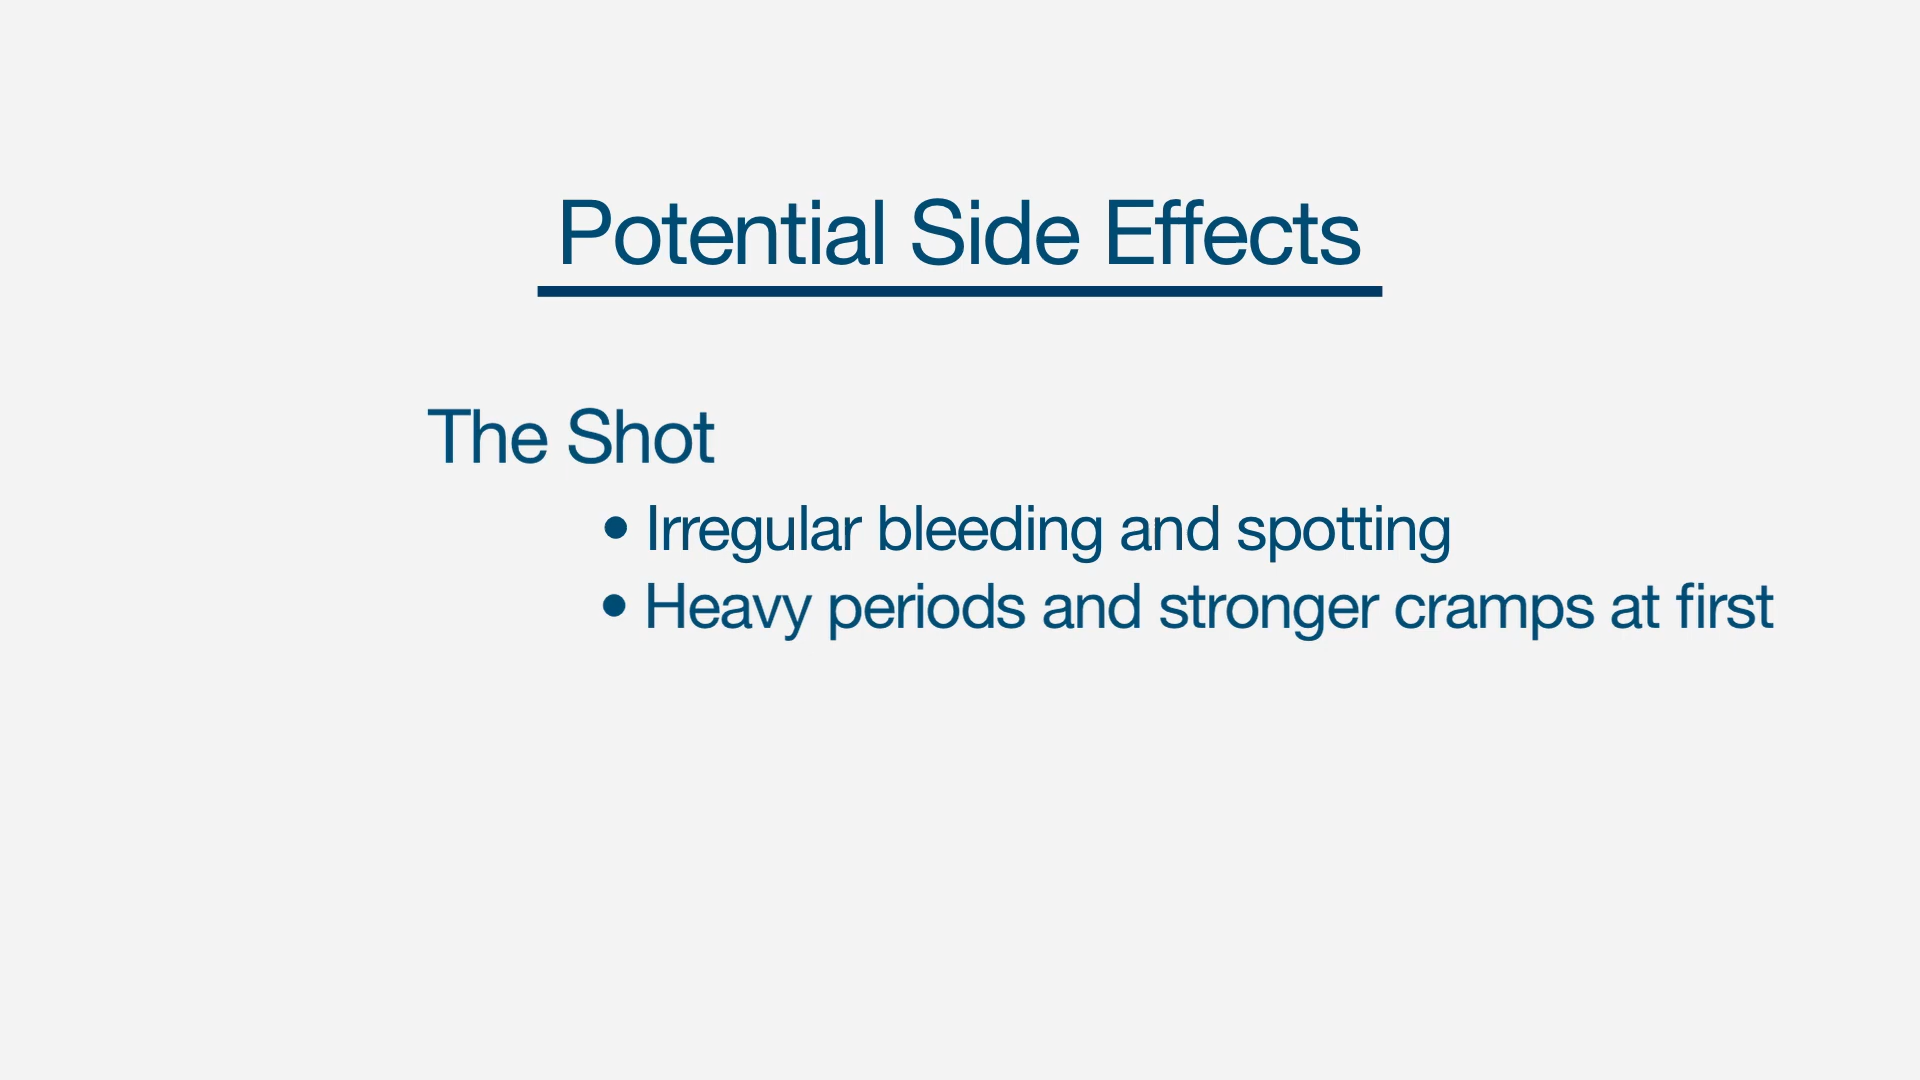 Potential Side Effects
The Shot
• Irregular bleeding and spotting
• Heavy periods and stronger cramps at first